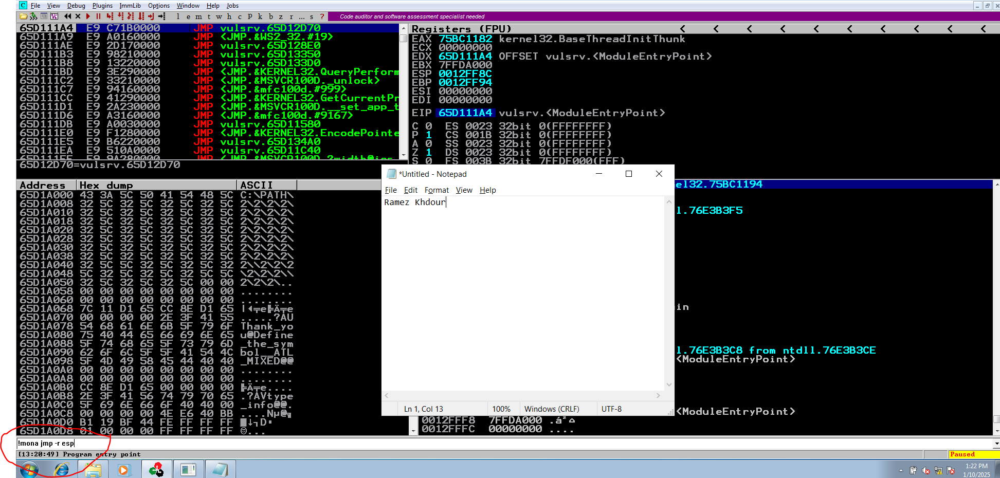 C File View Debug Plugins ImmLib Options Window Help Jobs
l e m t w h c p k b z r ... s ? Code auditor and software assessment specialist needed
65D111A4 E9 C71B0000 JMP vulsrv.65D12D70
65D111A9 E9 A0160000 JMP <JMP.&WS2_32.#19>
65D111AE E9 2D170000 JMP vulsrv.65D128E0
65D111B3 E9 98210000 JMP vulsrv.65D13350
65D111B8 E9 13220000 JMP vulsrv.65D133D0
65D111BD E9 3E290000 JMP <JMP.&KERNEL32.QueryPerform
65D111C2 E9 33210000 JMP <JMP.&MSVCR100D._unlock>
65D111C7 E9 94160000 JMP <JMP.&mfc100d.#999>
65D111CC E9 41290000 JMP <JMP.&KERNEL32.GetCurrentPr
65D111D1 E9 2A230000 JMP <JMP.&MSVCR100D.__set_app_t
65D111D6 E9 A3160000 JMP <JMP.&mfc100d.#9167>
65D111DB E9 A0030000 JMP vulsrv.65D11580
65D111E0 E9 F1280000 JMP <JMP.&KERNEL32.EncodePointe
65D111E5 E9 B6220000 JMP vulsrv.65D134A0
65D111EA E9 510A0000 JMP vulsrv.65D11C40
65D111EF E9 9A280000 JMP <JMP.&MSVCR100D.?width@ios
65D12D70=vulsrv.65D12D70
Registers (FPU) < < < < < < < < < <
EAX 75BC1182 kernel32.BaseThreadInitThunk
ECX 00000000
EDX 65D111A4 OFFSET vulsrv.<ModuleEntryPoint>
EBX 7FFDA000
ESP 0012FF8C
EBP 0012FF94
ESI 00000000
EDI 00000000
EIP 65D111A4 vulsrv.<ModuleEntryPoint>
C 0 ES 0023 32bit 0(FFFFFFFF)
P 1 CS 001B 32bit 0(FFFFFFFF)
A 0 SS 0023 32bit 0(FFFFFFFF)
Z 1 DS 0023 32bit 0(FFFFFFFF)
S 0 FS 003B 32bit 7FFDF000(FFF)
Address Hex dump ASCII
65D1A000 43 3A 5C 50 41 54 48 5C C:\PATH\
65D1A008 32 5C 32 5C 32 5C 32 5C 2\2\2\2\
65D1A010 32 5C 32 5C 32 5C 32 5C 2\2\2\2\
65D1A018 32 5C 32 5C 32 5C 32 5C 2\2\2\2\
65D1A020 32 5C 32 5C 32 5C 32 5C 2\2\2\2\
65D1A028 32 5C 32 5C 32 5C 32 5C 2\2\2\2\
65D1A030 32 5C 32 5C 32 5C 32 5C 2\2\2\2\
65D1A038 32 5C 32 5C 32 5C 32 5C 2\2\2\2\
65D1A040 32 5C 5C 32 5C 32 5C 32 2\\2\2\2
65D1A048 5C 32 5C 32 5C 32 5C 5C \2\2\2\\
65D1A050 32 5C 32 5C 32 5C 00 00 2\2\2\..
65D1A058 00 00 00 00 00 00 00 00 ........
65D1A060 00 00 00 00 00 00 00 00 ........
65D1A068 7C 11 D1 65 CC 8E D1 65 |◄╤e╠Ä╤e
65D1A070 00 00 00 00 2E 3F 41 55 .....?AU
65D1A078 54 68 61 6E 6B 5F 79 6F Thank_yo
65D1A080 75 40 44 65 66 69 6E 65 u@Define
65D1A088 5F 74 68 65 5F 73 79 6D _the_sym
65D1A090 62 6F 6C 5F 5F 41 54 4C bol__ATL
65D1A098 5F 4D 49 58 45 44 40 40 _MIXED@@
65D1A0A0 00 00 00 00 00 00 00 00 ........
65D1A0A8 00 00 00 00 00 00 00 00 ........
65D1A0B0 CC 8E D1 65 00 00 00 00 ╠Ä╤e....
65D1A0B8 2E 3F 41 56 74 79 70 65 .?AVtype
65D1A0C0 5F 69 6E 66 6F 40 40 00 _info@@.
65D1A0C8 00 00 00 00 4E E6 40 BB ....Nµ@╗
65D1A0D0 B1 19 BF 44 FE FF FF FF ▒↓┐D▪
65D1A0D8 01 00 00 00 FF FF FF FF ☺...
*Untitled - Notepad
File Edit Format View Help
Ramez Khdour
Ln 1, Col 13 100% Windows (CRLF) UTF-8
el32.75BC1194
l.76E3B3F5
in
l.76E3B3C8 from ntdll.76E3B3CE
<ModuleEntryPoint>
<ModuleEntryPoint>
0012FFF8 7FFDA000 .á²⌂
0012FFFC 00000000 ....
!mona jmp -r esp
[13:20:49] Program entry point
Paused
1:22 PM
1/10/2025